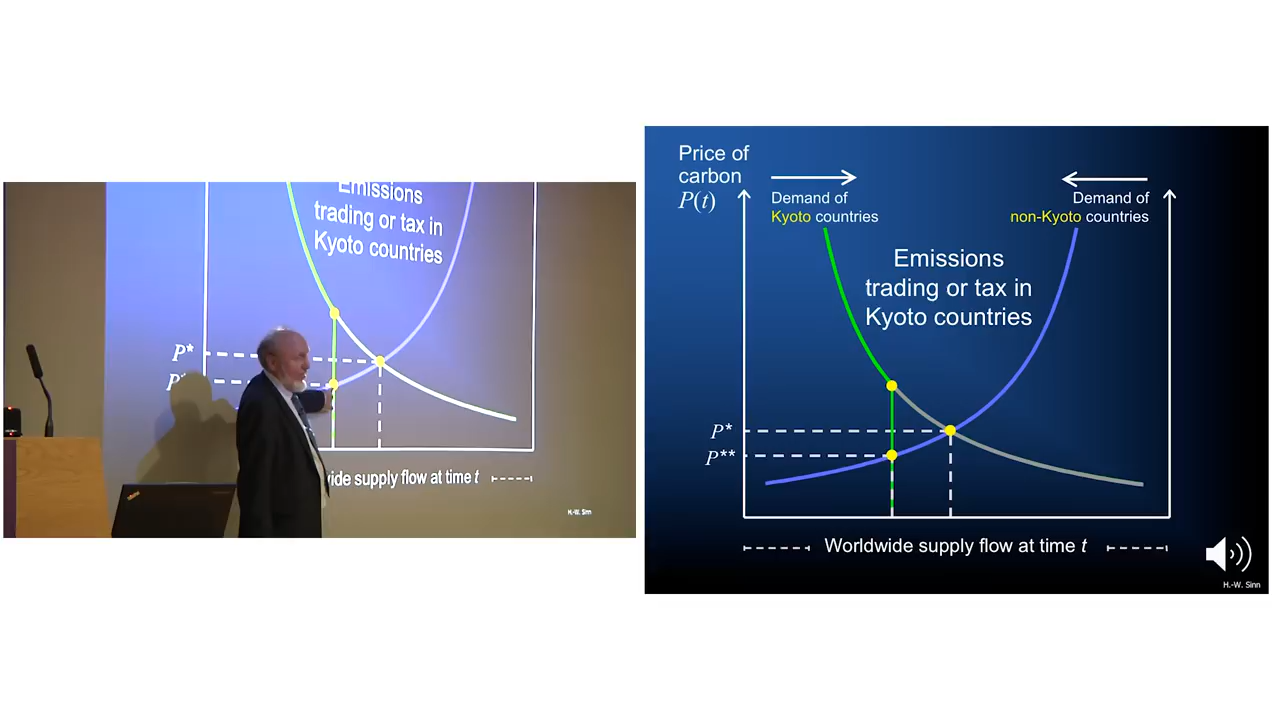 Emissions
trading or tax in
Kyoto countries
P*
wide supply flow at time t
H.-W. Sinn
Price of
carbon
P(t)
Demand of
Kyoto countries
Demand of
non-Kyoto countries
Emissions
trading or tax in
Kyoto countries
P*
P**
Worldwide supply flow at time t
H.-W. Sinn